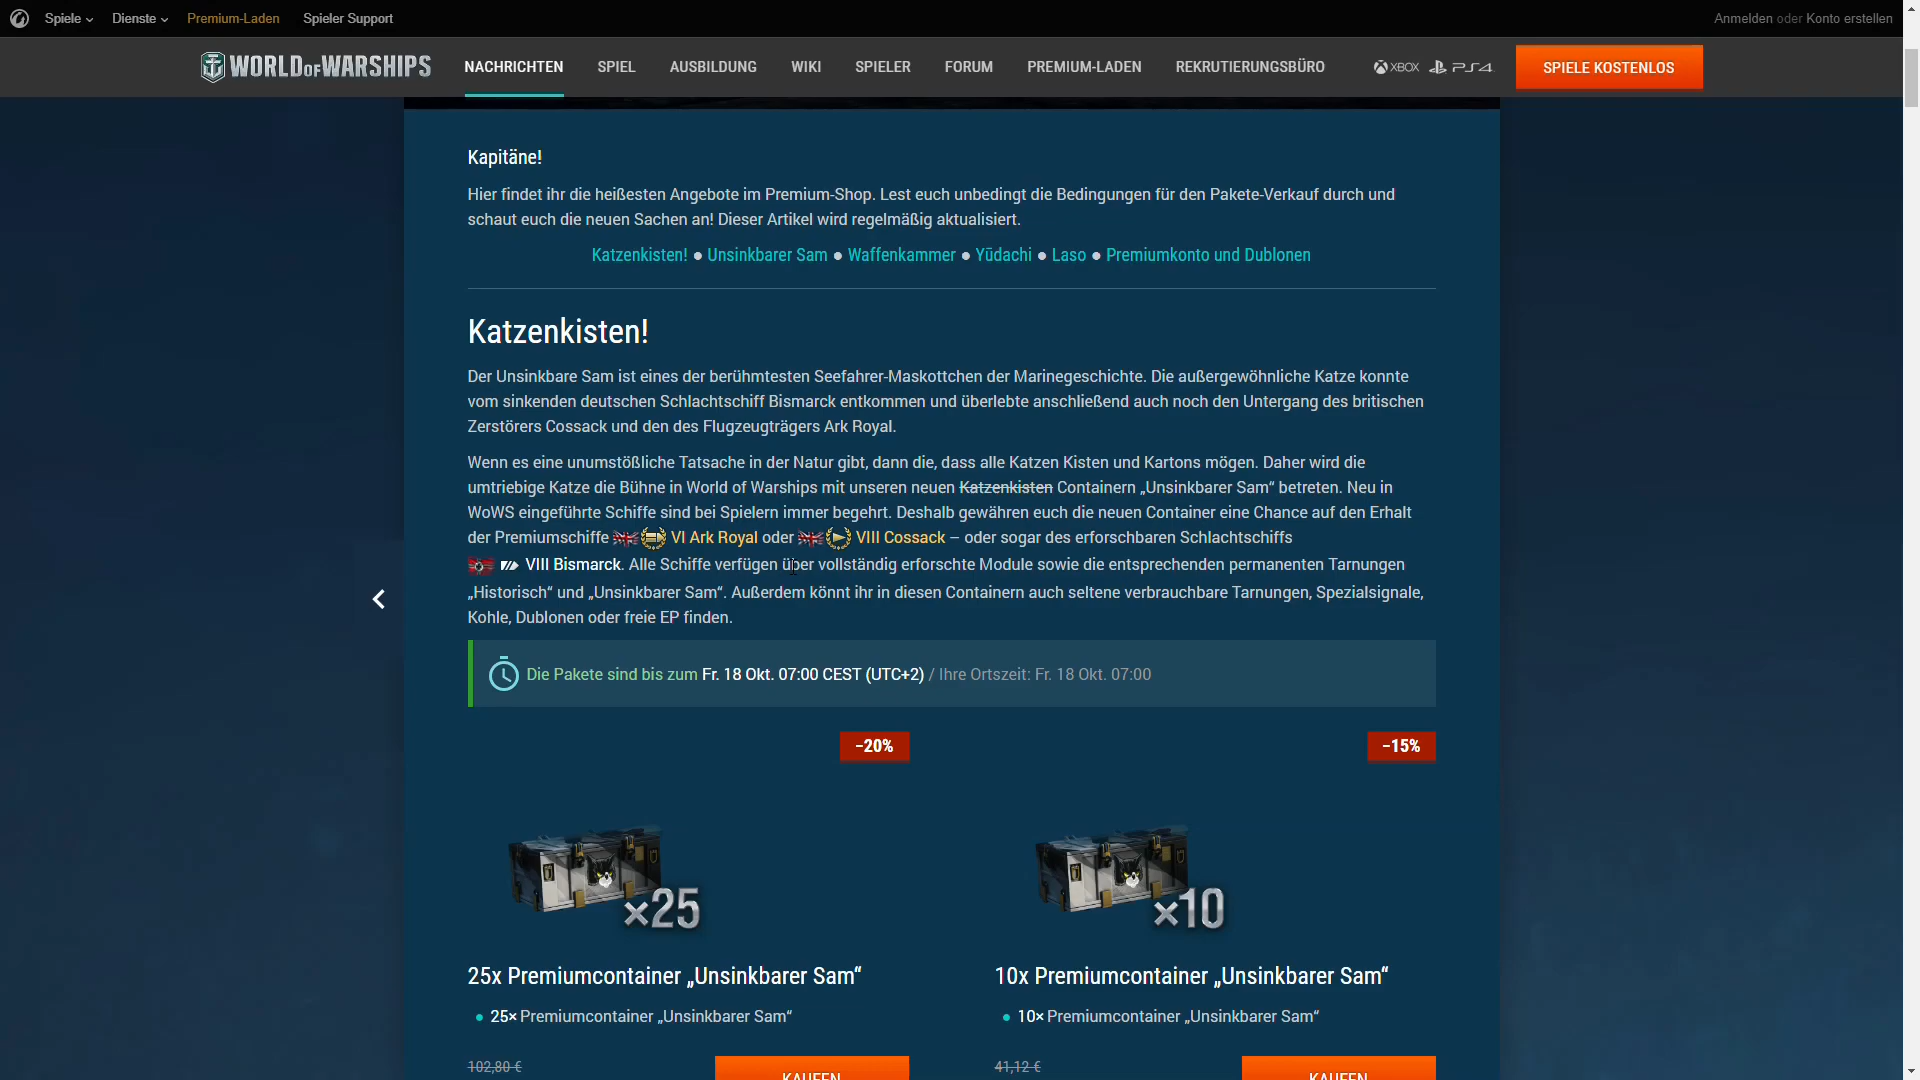 Spiele Dienste Premium-Laden Spieler Support Anmelden oder Konto erstellen
WORLD OF WARSHIPS NACHRICHTEN SPIEL AUSBILDUNG WIKI SPIELER FORUM PREMIUM-LADEN REKRUTIERUNGSBÜRO XBOX PS4 SPIELE KOSTENLOS
Kapitäne!
Hier findet ihr die heißesten Angebote im Premium-Shop. Lest euch unbedingt die Bedingungen für den Pakete-Verkauf durch und
schaut euch die neuen Sachen an! Dieser Artikel wird regelmäßig aktualisiert.
Katzenkisten! ● Unsinkbarer Sam ● Waffenkammer ● Yūdachi ● Laso ● Premiumkonto und Dublonen
Katzenkisten!
Der Unsinkbare Sam ist eines der berühmtesten Seefahrer-Maskottchen der Marinegeschichte. Die außergewöhnliche Katze konnte
vom sinkenden deutschen Schlachtschiff Bismarck entkommen und überlebte anschließend auch noch den Untergang des britischen
Zerstörers Cossack und den des Flugzeugträgers Ark Royal.
Wenn es eine unumstößliche Tatsache in der Natur gibt, dann die, dass alle Katzen Kisten und Kartons mögen. Daher wird die
umtriebige Katze die Bühne in World of Warships mit unseren neuen Katzenkisten Containern „Unsinkbarer Sam“ betreten. Neu in
WoWS eingeführte Schiffe sind bei Spielern immer begehrt. Deshalb gewähren euch die neuen Container eine Chance auf den Erhalt
der Premiumschiffe VI Ark Royal oder VIII Cossack – oder sogar des erforschbaren Schlachtschiffs
VIII Bismarck. Alle Schiffe verfügen über vollständig erforschte Module sowie die entsprechenden permanenten Tarnungen
„Historisch“ und „Unsinkbarer Sam“. Außerdem könnt ihr in diesen Containern auch seltene verbrauchbare Tarnungen, Spezialsignale,
Kohle, Dublonen oder freie EP finden.
Die Pakete sind bis zum Fr. 18 Okt. 07:00 CEST (UTC+2) / Ihre Ortszeit: Fr. 18 Okt. 07:00
−20% −15%
×25 ×10
25x Premiumcontainer „Unsinkbarer Sam“ 10x Premiumcontainer „Unsinkbarer Sam“
● 25× Premiumcontainer „Unsinkbarer Sam“ ● 10× Premiumcontainer „Unsinkbarer Sam“
102,80 € KAUFEN 41,12 € KAUFEN